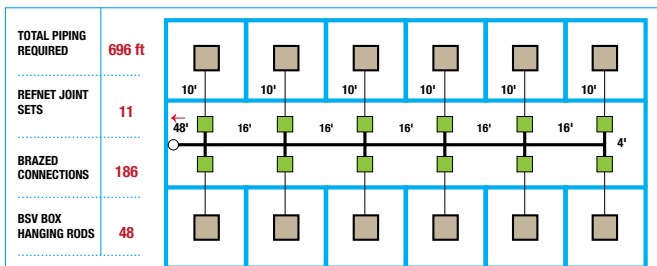 TOTAL PIPING
REQUIRED
696 ft
REFNET JOINT
SETS
11
BRAZED
CONNECTIONS
186
BSV BOX
HANGING RODS
48
10' 10' 10' 10' 10' 10'
48' 16' 16' 16' 16' 16' 4'